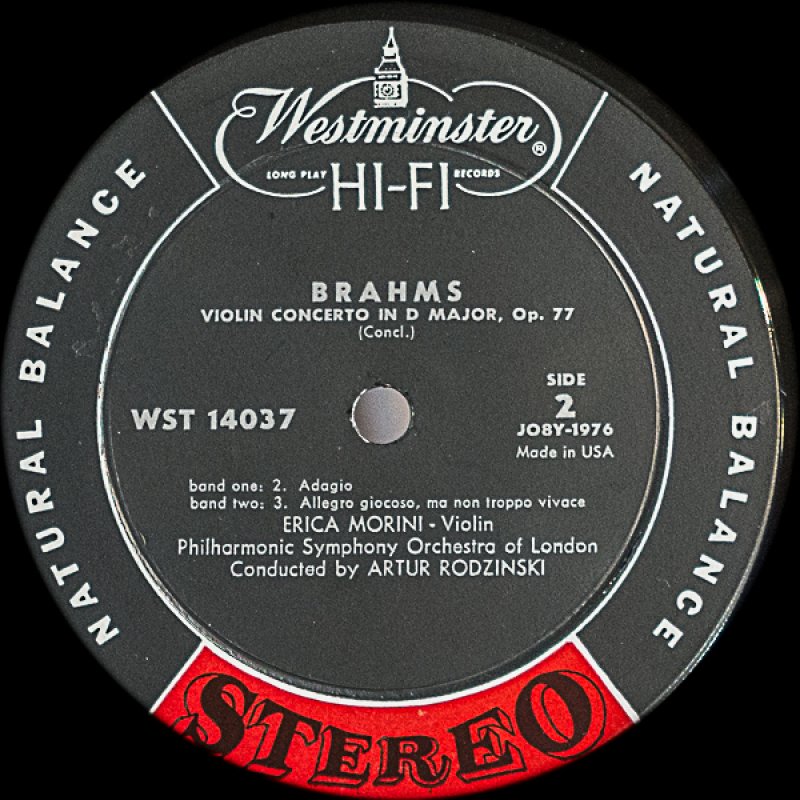 Westminster®
LONG PLAY HI-FI RECORDS
NATURAL BALANCE
NATURAL BALANCE
BRAHMS
VIOLIN CONCERTO IN D MAJOR, Op. 77
(Concl.)
SIDE
2
WST 14037
JO8Y-1976
Made in USA
band one: 2. Adagio
band two: 3. Allegro giocoso, ma non troppo vivace
ERICA MORINI - Violin
Philharmonic Symphony Orchestra of London
Conducted by ARTUR RODZINSKI
STEREO